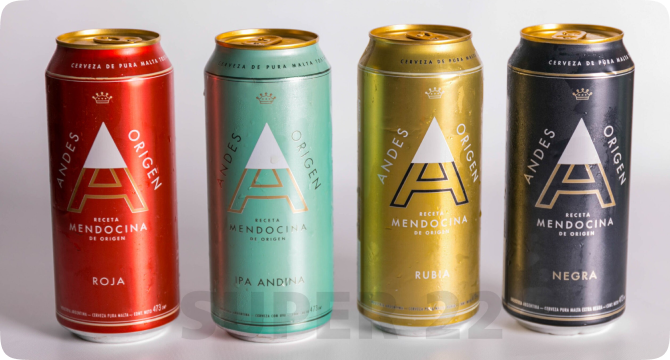 CERVEZA DE PURA MALTA
ANDES ORIGEN
RECETA
MENDOCINA
DE ORIGEN
ROJA
CERVEZA DE PURA MALTA
ANDES ORIGEN
RECETA
MENDOCINA
DE ORIGEN
IPA ANDINA
CERVEZA DE PURA MALTA
ANDES ORIGEN
RECETA
MENDOCINA
DE ORIGEN
RUBIA
CERVEZA DE PURA MALTA
ANDES ORIGEN
RECETA
MENDOCINA
DE ORIGEN
NEGRA
SUPER 22